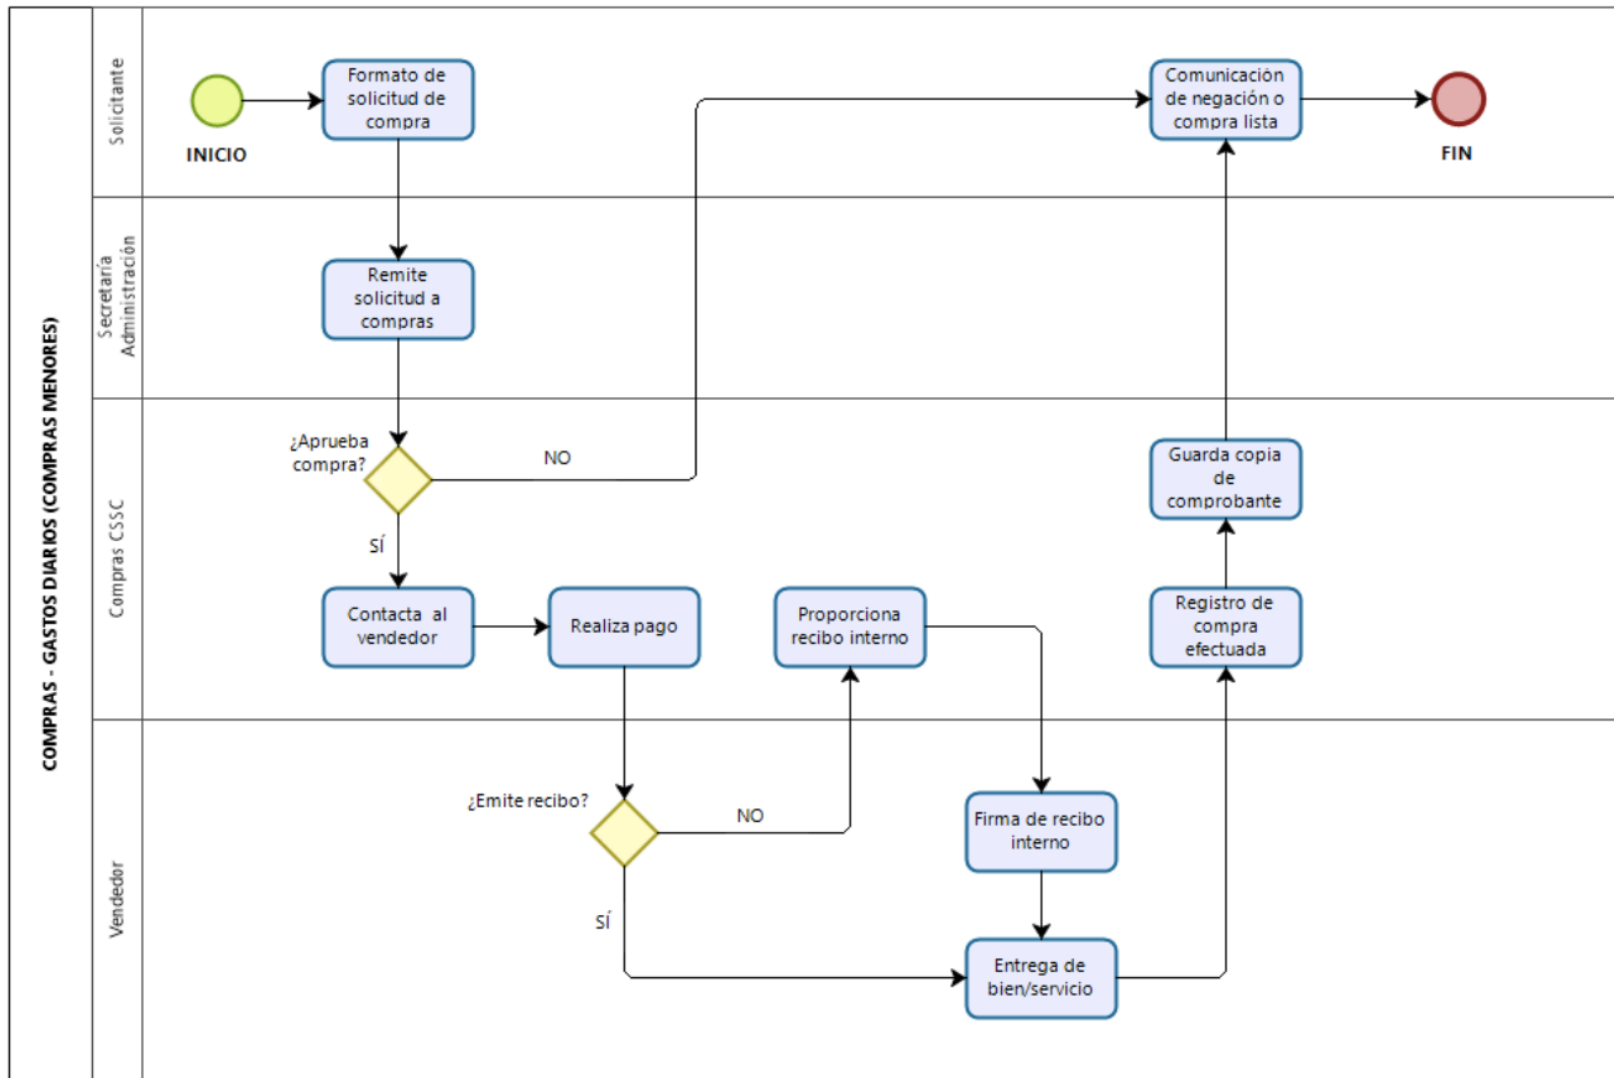 COMPRAS - GASTOS DIARIOS (COMPRAS MENORES)
Solicitante
INICIO
Formato de
solicitud de
compra
Comunicación
de negación o
compra lista
FIN
Secretaría
Administración
Remite
solicitud a
compras
Compras CSSC
¿Aprueba
compra?
NO
SÍ
Contacta al
vendedor
Realiza pago
Proporciona
recibo interno
Guarda copia
de
comprobante
Registro de
compra
efectuada
Vendedor
¿Emite recibo?
NO
SÍ
Firma de recibo
interno
Entrega de
bien/servicio